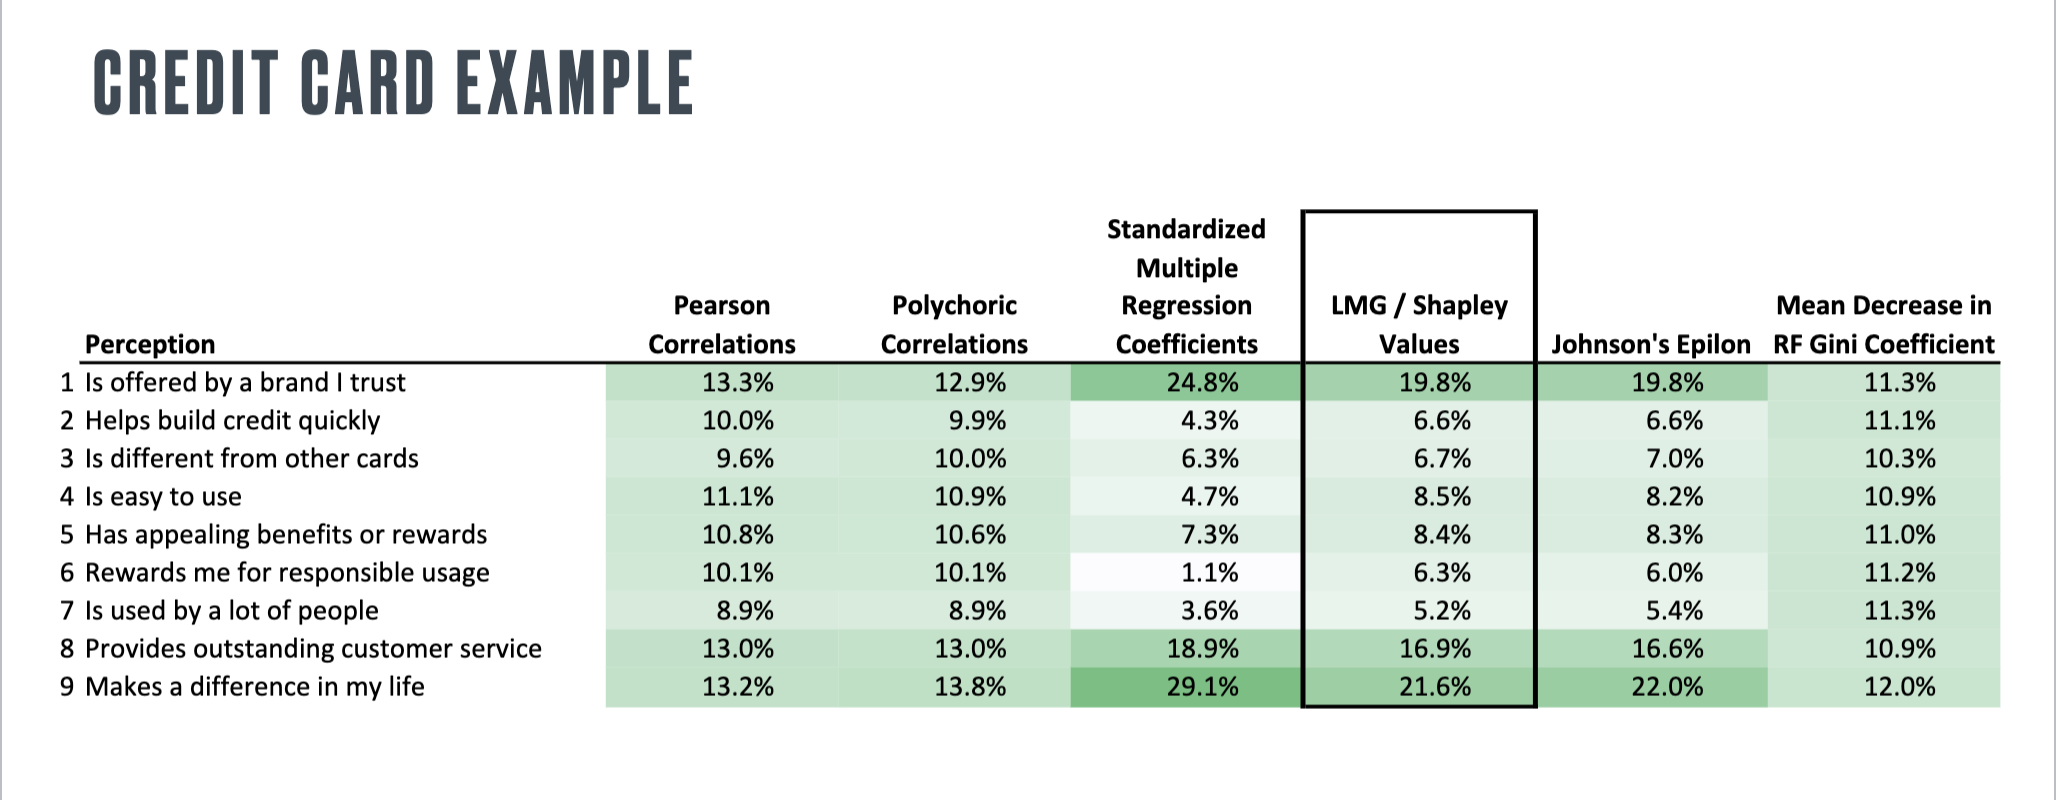 CREDIT CARD EXAMPLE
Standardized
Multiple
Pearson Polychoric Regression LMG / Shapley Mean Decrease in
Perception Correlations Correlations Coefficients Values Johnson's Epilon RF Gini Coefficient
1 Is offered by a brand I trust 13.3% 12.9% 24.8% 19.8% 19.8% 11.3%
2 Helps build credit quickly 10.0% 9.9% 4.3% 6.6% 6.6% 11.1%
3 Is different from other cards 9.6% 10.0% 6.3% 6.7% 7.0% 10.3%
4 Is easy to use 11.1% 10.9% 4.7% 8.5% 8.2% 10.9%
5 Has appealing benefits or rewards 10.8% 10.6% 7.3% 8.4% 8.3% 11.0%
6 Rewards me for responsible usage 10.1% 10.1% 1.1% 6.3% 6.0% 11.2%
7 Is used by a lot of people 8.9% 8.9% 3.6% 5.2% 5.4% 11.3%
8 Provides outstanding customer service 13.0% 13.0% 18.9% 16.9% 16.6% 10.9%
9 Makes a difference in my life 13.2% 13.8% 29.1% 21.6% 22.0% 12.0%